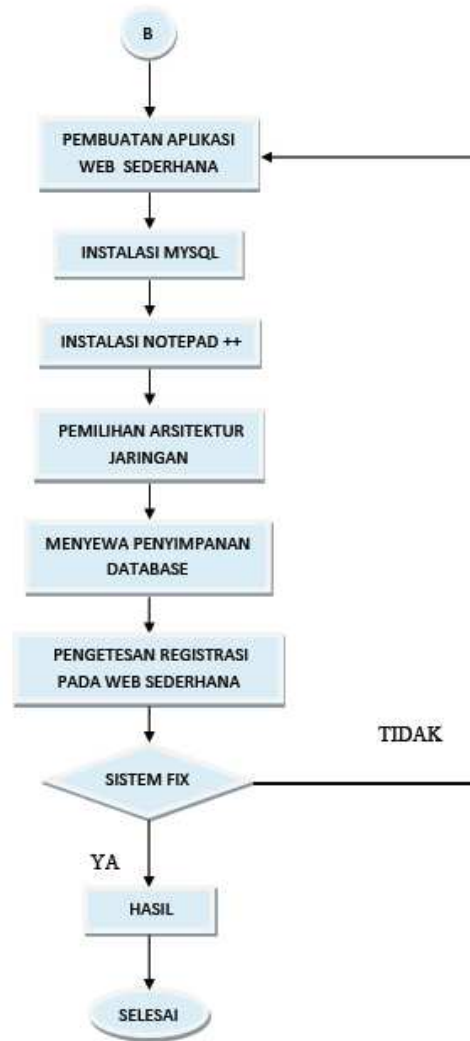 B
PEMBUATAN APLIKASI
WEB SEDERHANA
INSTALASI MYSQL
INSTALASI NOTEPAD ++
PEMILIHAN ARSITEKTUR
JARINGAN
MENYEWA PENYIMPANAN
DATABASE
PENGETESAN REGISTRASI
PADA WEB SEDERHANA
TIDAK
SISTEM FIX
YA
HASIL
SELESAI